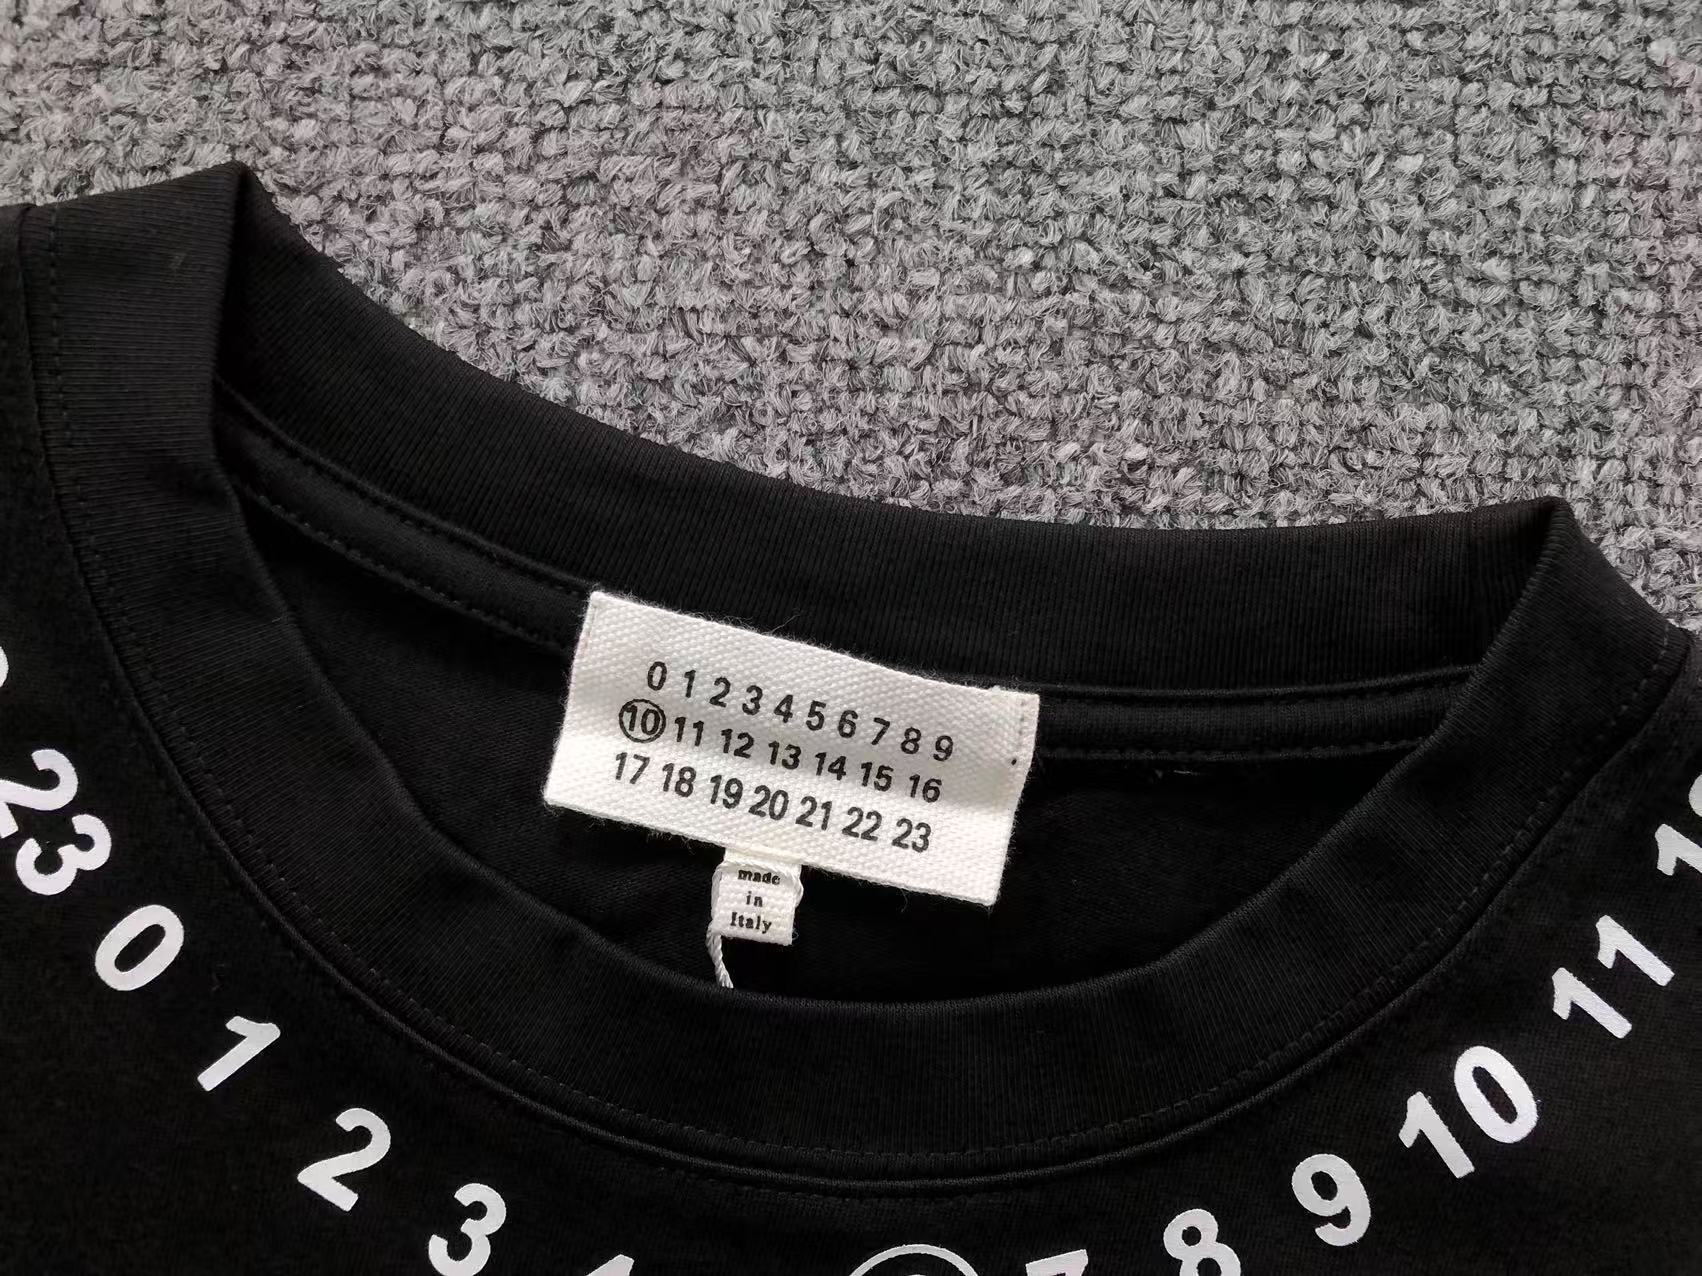 0 1 2 3 4 5 6 7 8 9
10 11 12 13 14 15 16
17 18 19 20 21 22 23
made
in
Italy
23 0 1 2 3 8 9 10 11